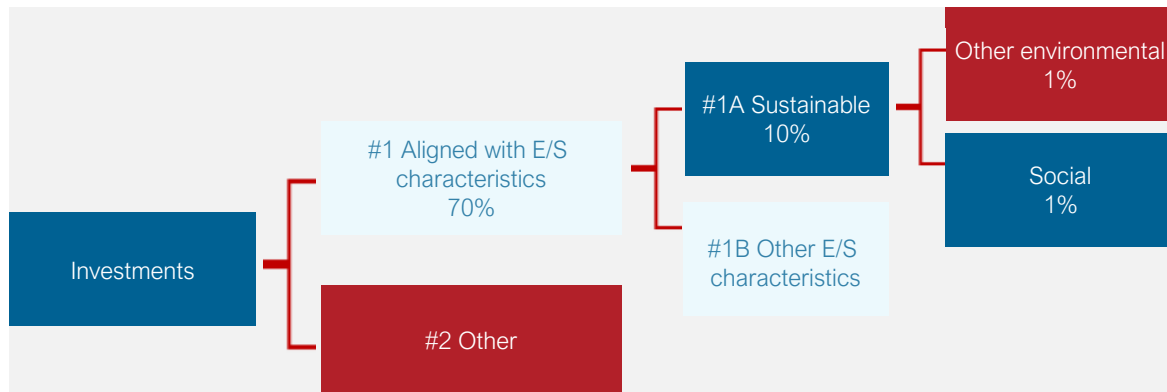 Investments
#1 Aligned with E/S
characteristics
70%
#2 Other
#1A Sustainable
10%
#1B Other E/S
characteristics
Other environmental
1%
Social
1%